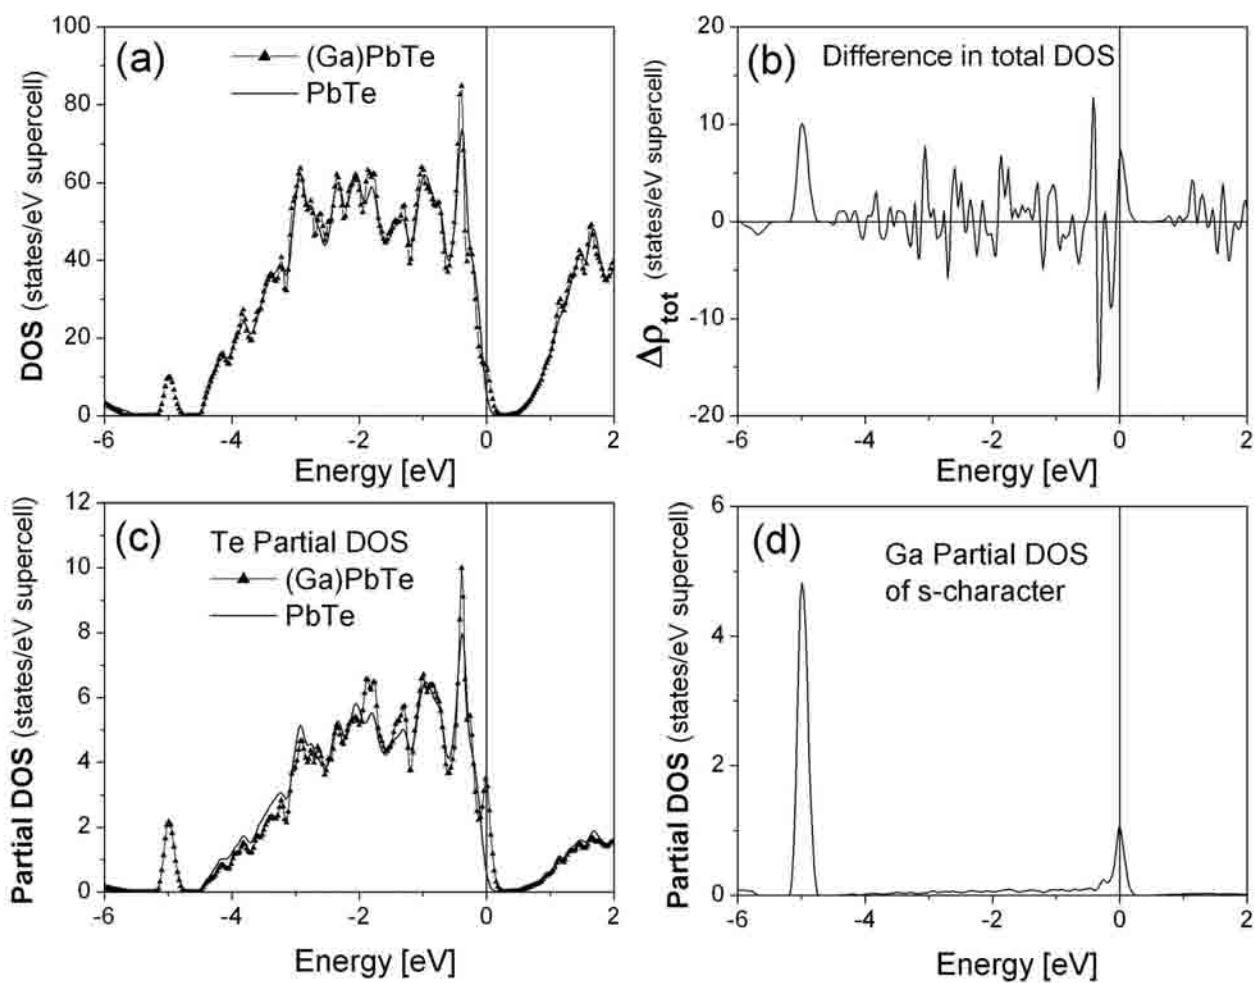 100
80
60
40
20
0
DOS (states/eV supercell)
(a)
(Ga)PbTe
PbTe
-6
-4
-2
0
2
Energy [eV]
20
10
0
-10
-20
Δρtot (states/eV supercell)
(b)
Difference in total DOS
-6
-4
-2
0
2
Energy [eV]
12
10
8
6
4
2
0
Partial DOS (states/eV supercell)
(c)
Te Partial DOS
(Ga)PbTe
PbTe
-6
-4
-2
0
2
Energy [eV]
6
4
2
0
Partial DOS (states/eV supercell)
(d)
Ga Partial DOS
of s-character
-6
-4
-2
0
2
Energy [eV]